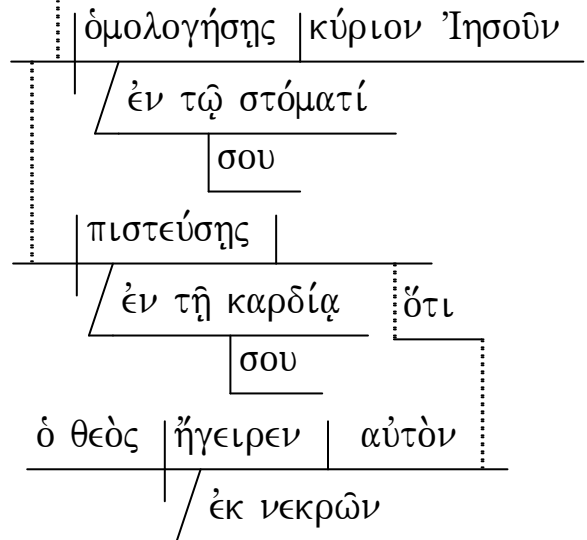 ὁμολογήσῃς κύριον Ἰησοῦν
ἐν τῷ στόματί
σου
πιστεύσῃς
ἐν τῇ καρδίᾳ ὅτι
σου
ὁ θεὸς ἤγειρεν αὐτὸν
ἐκ νεκρῶν